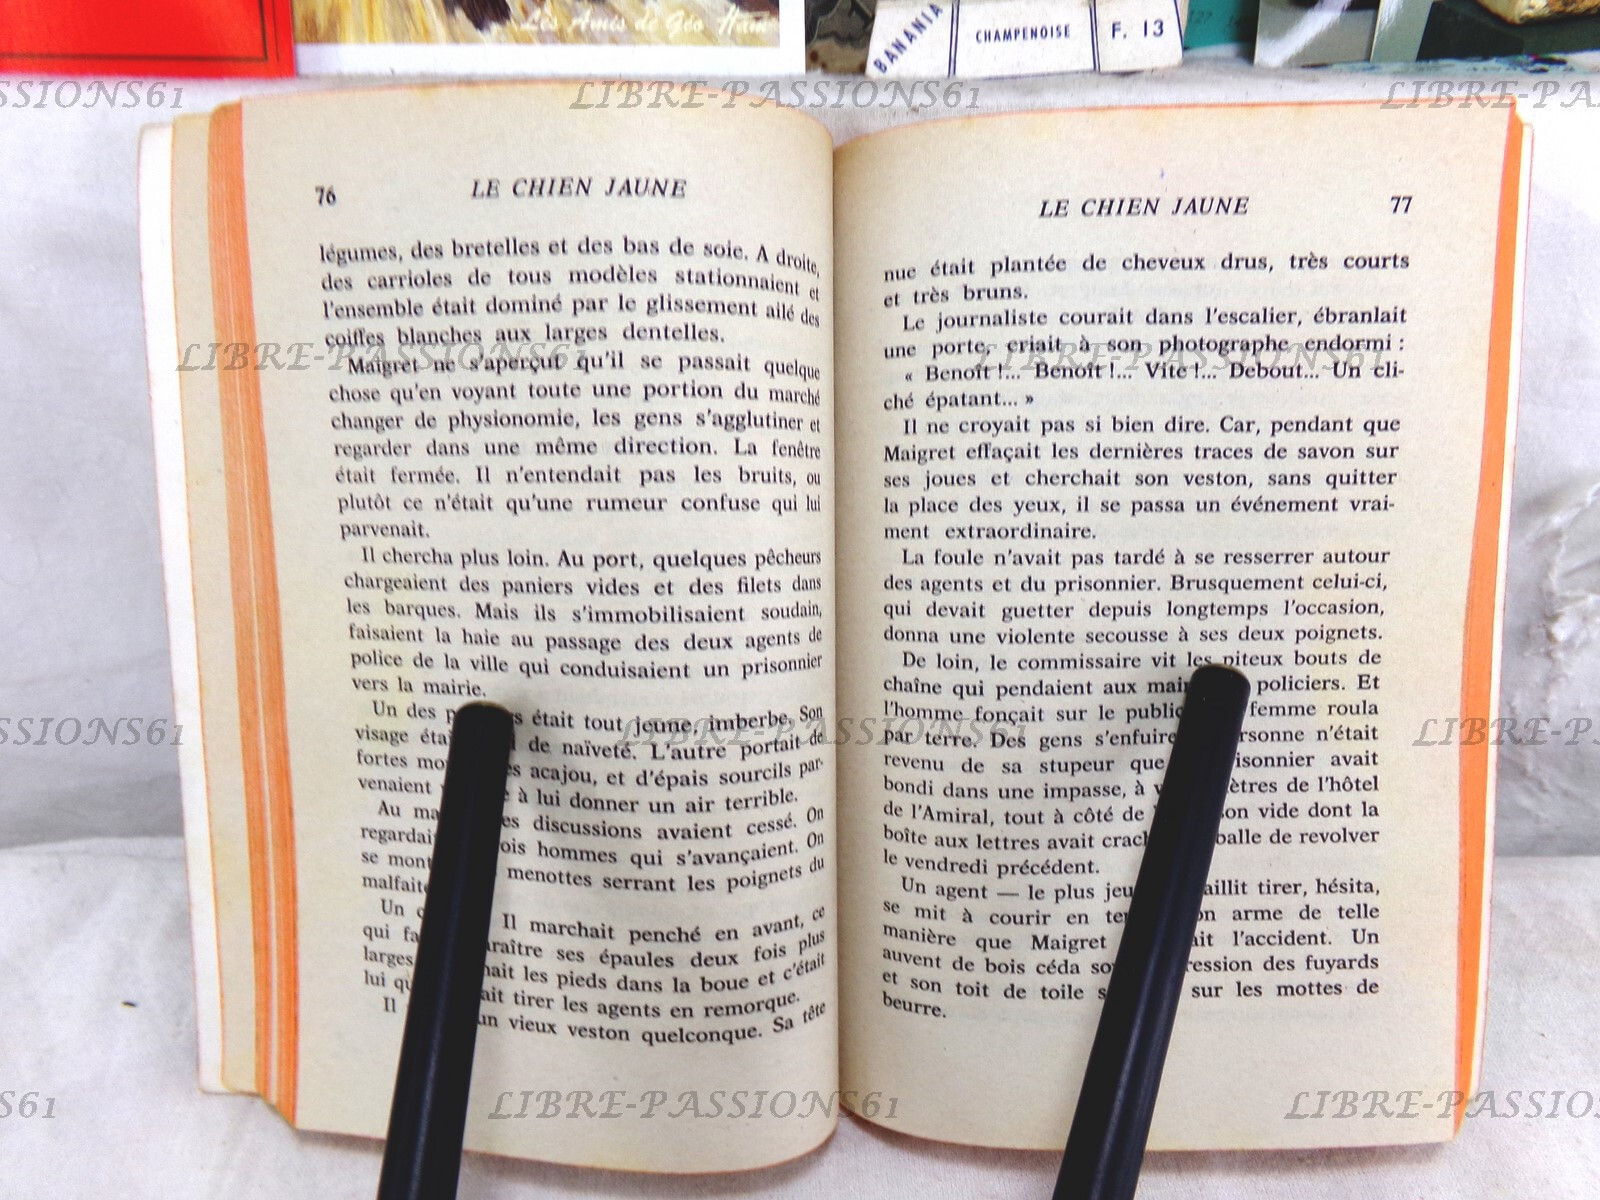 Les Amis de Géo Ham
BANANIA
CHAMPENOISE
F. 13
LIBRE-PASSIONS61
76
LE CHIEN JAUNE
légumes, des bretelles et des bas de soie. A droite,
des carrioles de tous modèles stationnaient et
l'ensemble était dominé par le glissement ailé des
coiffes blanches aux larges dentelles.
Maigret ne s'aperçut qu'il se passait quelque
chose qu'en voyant toute une portion du marché
changer de physionomie, les gens s'agglutiner et
regarder dans une même direction. La fenêtre
était fermée. Il n'entendait pas les bruits, ou
plutôt ce n'était qu'une rumeur confuse qui lui
parvenait.
Il chercha plus loin. Au port, quelques pêcheurs
chargeaient des paniers vides et des filets dans
les barques. Mais ils s'immobilisaient soudain,
faisaient la haie au passage des deux agents de
police de la ville qui conduisaient un prisonnier
vers la mairie.
Un des était tout jeune, imberbe. Son
visage de naïveté. L'autre portait de
fortes acajou, et d'épais sourcils par-
venaient à lui donner un air terrible.
Au discussions avaient cessé. On
hommes qui s'avançaient. On
se menottes serrant les poignets du
Un Il marchait penché en avant, ce
qui ses épaules deux fois plus
larges. les pieds dans la boue et c'était
lui tirer les agents en remorque.
Il un vieux veston quelconque. Sa tête
LE CHIEN JAUNE
77
nue était plantée de cheveux drus, très courts
et très bruns.
Le journaliste courait dans l'escalier, ébranlait
une porte, criait à son photographe endormi :
« Benoît !... Benoît !... Vite !... Debout... Un cli-
ché épatant... »
Il ne croyait pas si bien dire. Car, pendant que
Maigret effaçait les dernières traces de savon sur
ses joues et cherchait son veston, sans quitter
la place des yeux, il se passa un événement vrai-
ment extraordinaire.
La foule n'avait pas tardé à se resserrer autour
des agents et du prisonnier. Brusquement celui-ci,
qui devait guetter depuis longtemps l'occasion,
donna une violente secousse à ses deux poignets.
De loin, le commissaire vit les piteux bouts de
chaîne qui pendaient aux policiers. Et
l'homme fonçait sur le public femme roula
par terre. Des gens n'était
revenu de sa stupeur que avait
bondi dans une impasse, à de l'hôtel
de l'Amiral, tout à côté de vide dont la
boîte aux lettres avait balle de revolver
le vendredi précédent.
Un agent — le plus tirer, hésita,
se mit à courir en arme de telle
manière que Maigret l'accident. Un
auvent de bois céda des fuyards
et son toit de toile sur les mottes de
beurre.
LIBRE-PASSIONS61
LIBRE-PASSIONS61
LIBRE-PASSIONS61
LIBRE-PASSIONS61